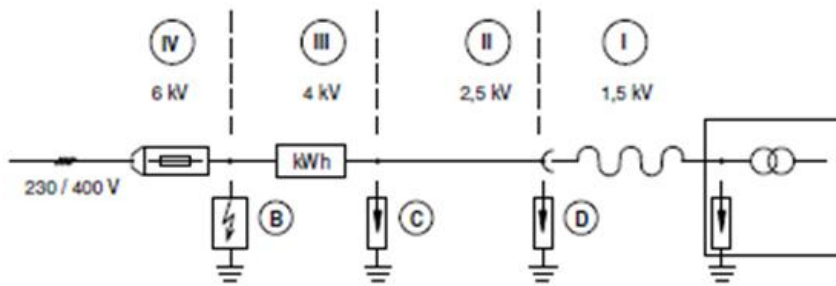 IV III II I
6 kV 4 kV 2,5 kV 1,5 kV
kWh
230 / 400 V
B C D